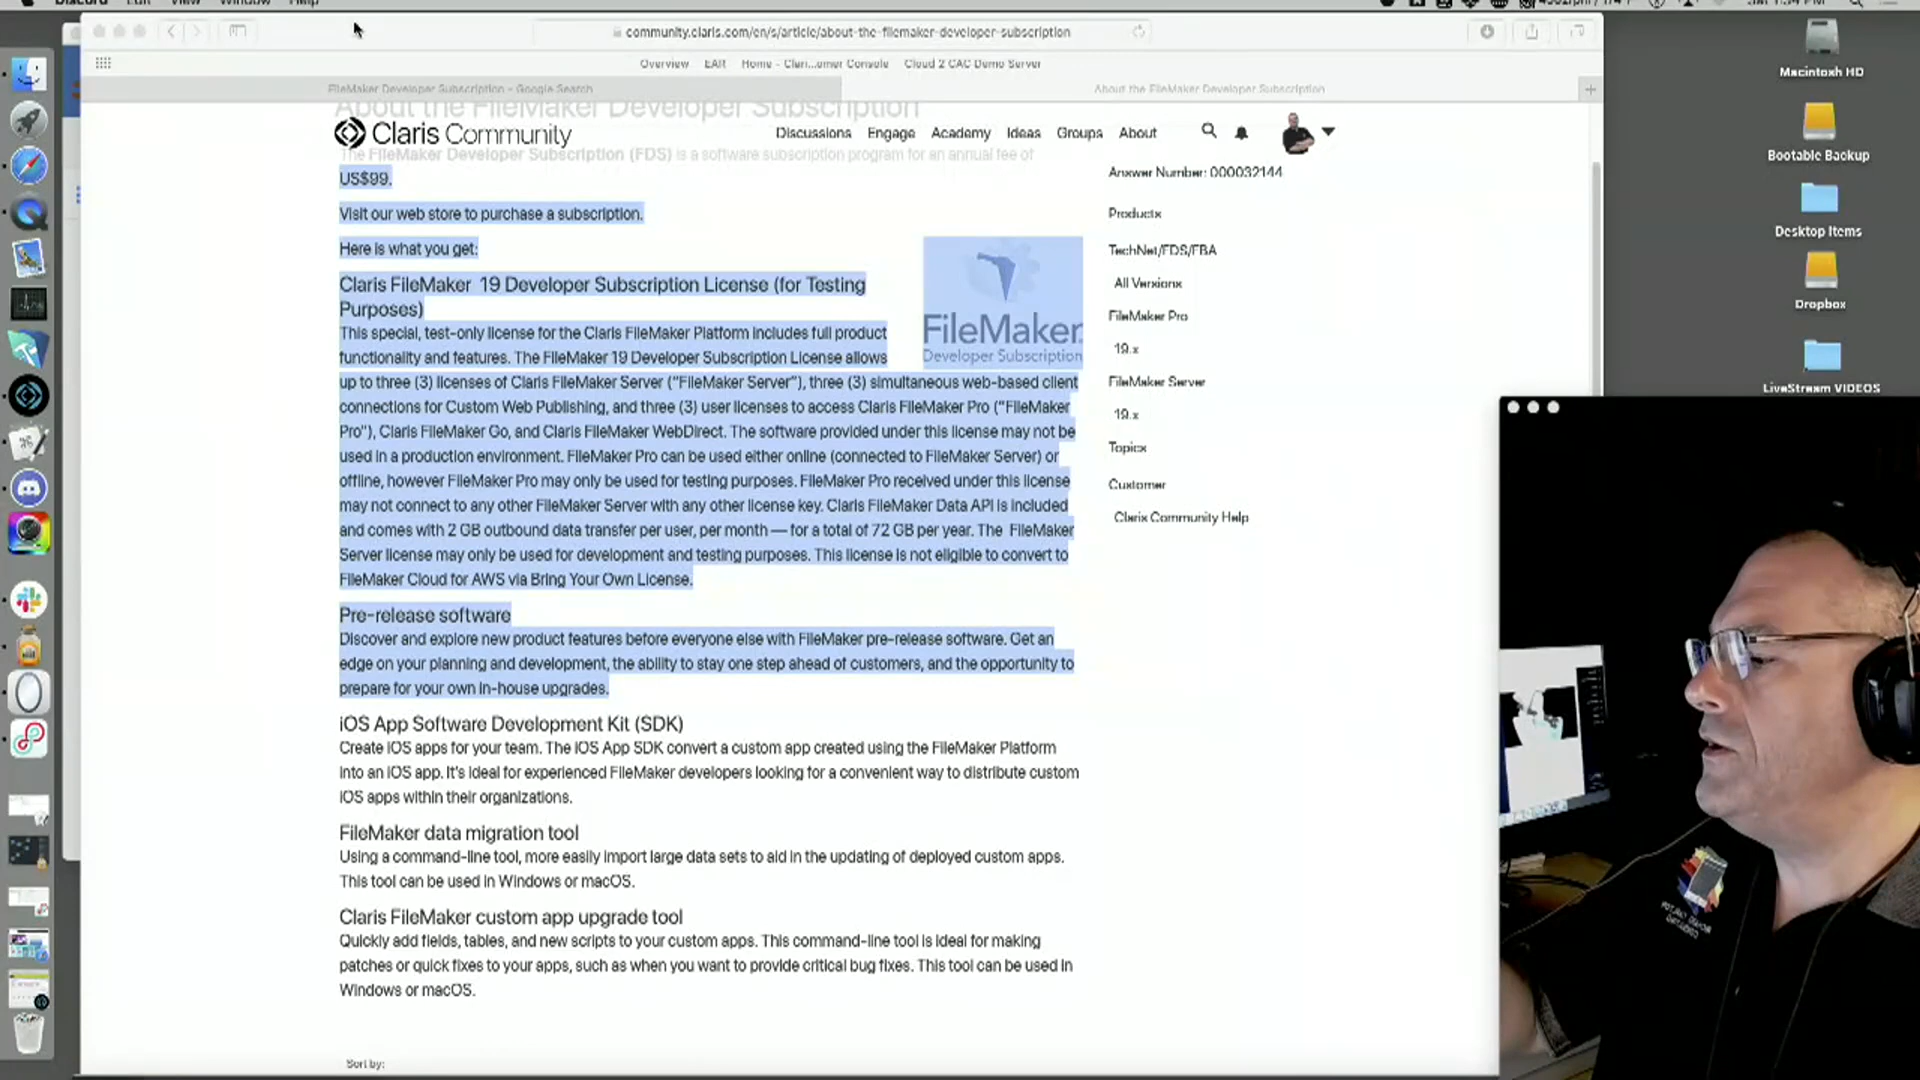 Discord Edit View Window Help
community.claris.com/en/s/article/about-the-filemaker-developer-subscription
Overview EAR Home - Clari...omer Console Cloud 2 CAC Demo Server
FileMaker Developer Subscription - Google Search
About the FileMaker Developer Subscription
About the FileMaker Developer Subscription
Claris Community
Discussions Engage Academy Ideas Groups About
The FileMaker Developer Subscription (FDS) is a software subscription program for an annual fee of
US$99.
Visit our web store to purchase a subscription.
Here is what you get:
Claris FileMaker 19 Developer Subscription License (for Testing
Purposes)
This special, test-only license for the Claris FileMaker Platform includes full product
functionality and features. The FileMaker 19 Developer Subscription License allows
up to three (3) licenses of Claris FileMaker Server ("FileMaker Server"), three (3) simultaneous web-based client
connections for Custom Web Publishing, and three (3) user licenses to access Claris FileMaker Pro ("FileMaker
Pro"), Claris FileMaker Go, and Claris FileMaker WebDirect. The software provided under this license may not be
used in a production environment. FileMaker Pro can be used either online (connected to FileMaker Server) or
offline, however FileMaker Pro may only be used for testing purposes. FileMaker Pro received under this license
may not connect to any other FileMaker Server with any other license key. Claris FileMaker Data API is included
and comes with 2 GB outbound data transfer per user, per month — for a total of 72 GB per year. The FileMaker
Server license may only be used for development and testing purposes. This license is not eligible to convert to
FileMaker Cloud for AWS via Bring Your Own License.
FileMaker
Developer Subscription
Pre-release software
Discover and explore new product features before everyone else with FileMaker pre-release software. Get an
edge on your planning and development, the ability to stay one step ahead of customers, and the opportunity to
prepare for your own in-house upgrades.
iOS App Software Development Kit (SDK)
Create iOS apps for your team. The iOS App SDK convert a custom app created using the FileMaker Platform
into an iOS app. It's ideal for experienced FileMaker developers looking for a convenient way to distribute custom
iOS apps within their organizations.
FileMaker data migration tool
Using a command-line tool, more easily import large data sets to aid in the updating of deployed custom apps.
This tool can be used in Windows or macOS.
Claris FileMaker custom app upgrade tool
Quickly add fields, tables, and new scripts to your custom apps. This command-line tool is ideal for making
patches or quick fixes to your apps, such as when you want to provide critical bug fixes. This tool can be used in
Windows or macOS.
Sort by:
Answer Number: 000032144
Products
TechNet/FDS/FBA
All Versions
FileMaker Pro
19.x
FileMaker Server
19.x
Topics
Customer
Claris Community Help
Macintosh HD
Bootable Backup
Desktop Items
Dropbox
LiveStream VIDEOS